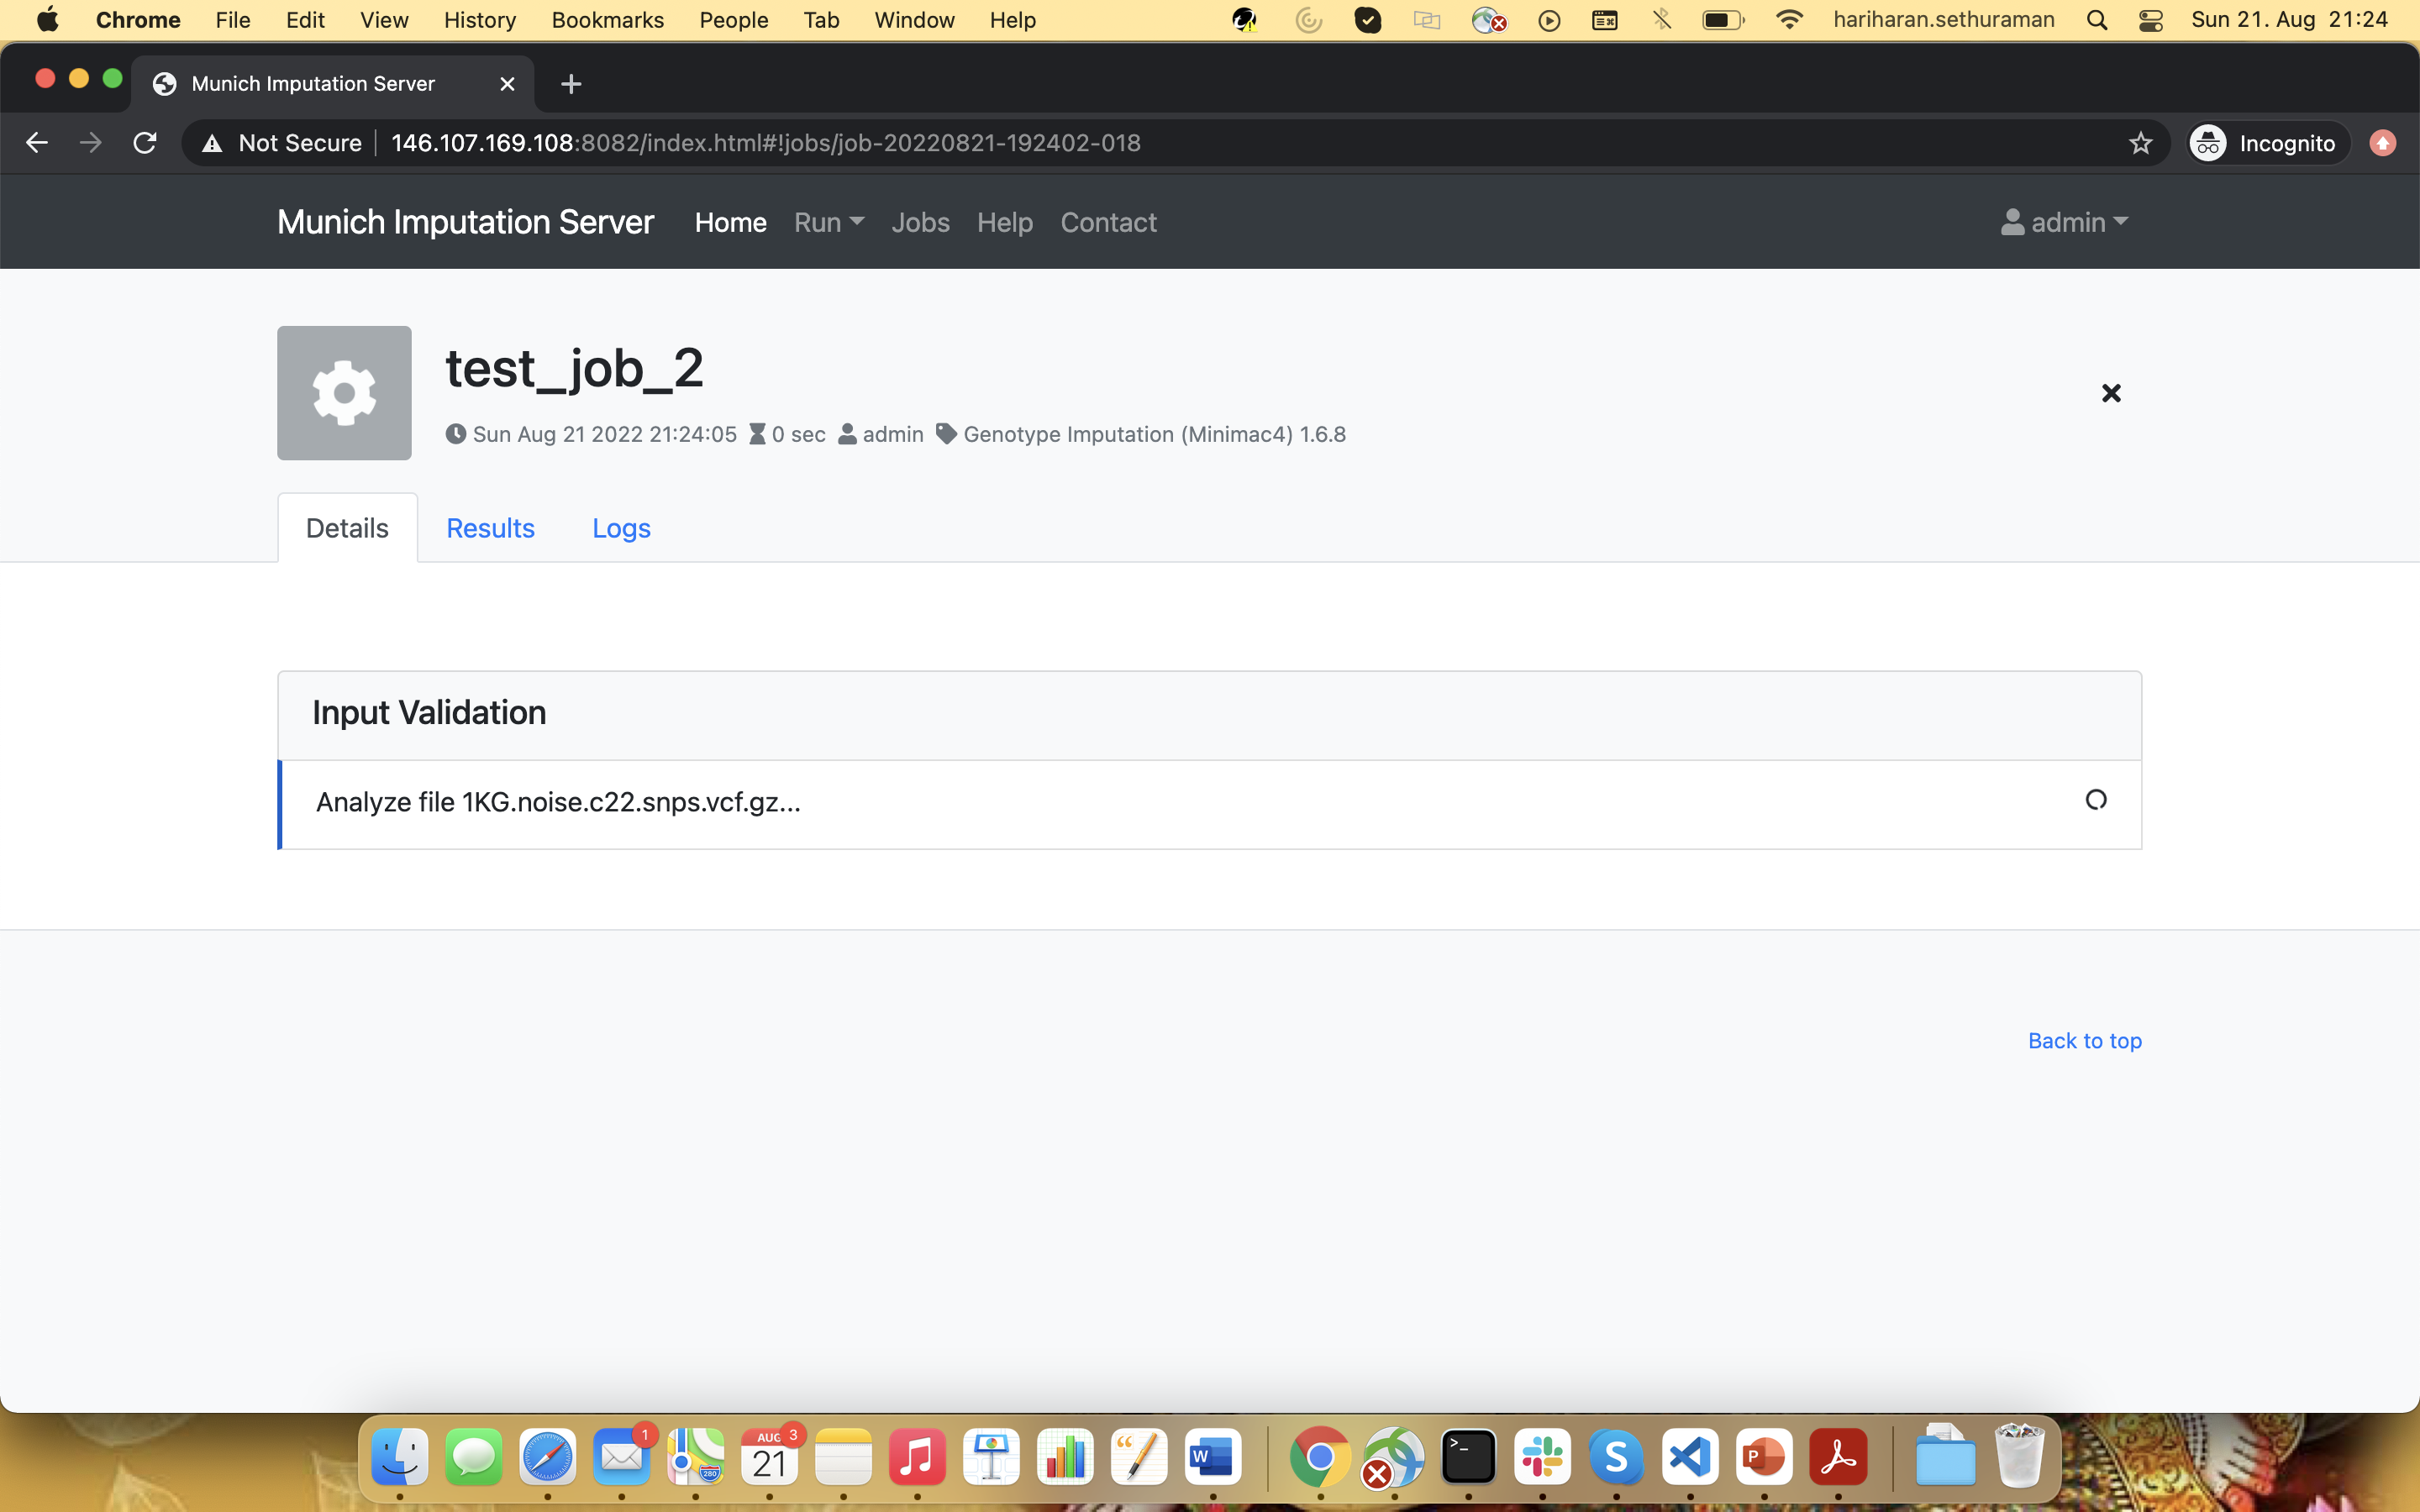 Chrome File Edit View History Bookmarks People Tab Window Help hariharan.sethuraman Sun 21. Aug 21:24
Munich Imputation Server
Not Secure 146.107.169.108:8082/index.html#!jobs/job-20220821-192402-018 Incognito
Munich Imputation Server Home Run Jobs Help Contact admin
test_job_2
Sun Aug 21 2022 21:24:05 0 sec admin Genotype Imputation (Minimac4) 1.6.8
Details Results Logs
Input Validation
Analyze file 1KG.noise.c22.snps.vcf.gz...
Back to top
1 280 AUG 3 21 W >_ S P